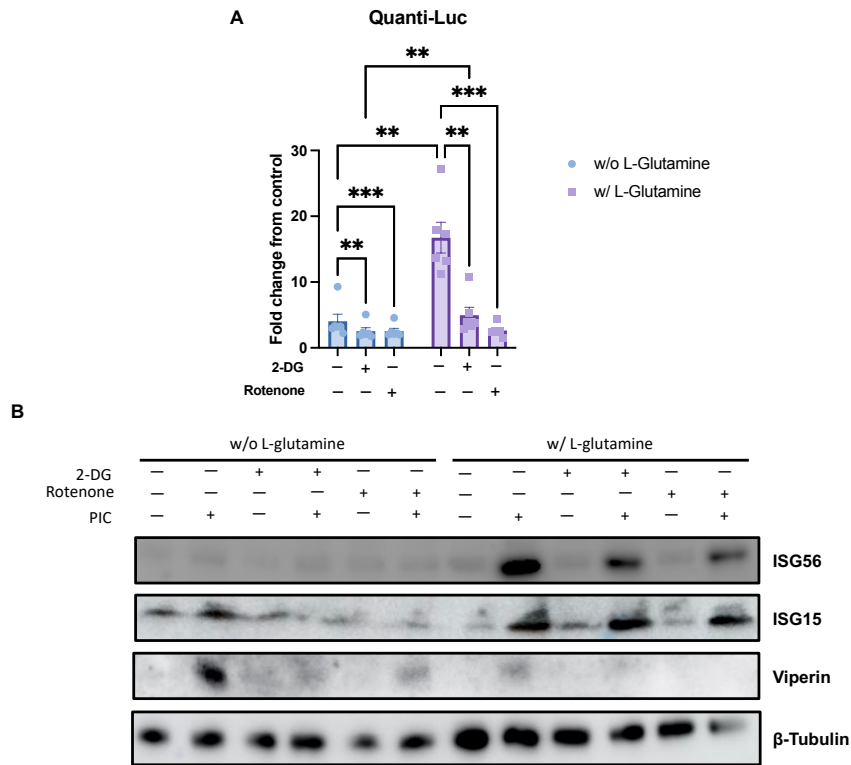 A
Quanti-Luc
**
***
** **
30
w/o L-Glutamine
w/ L-Glutamine
***
20
**
10
0
Fold change from control
2-DG — + — — + —
Rotenone — — + — — +
B
w/o L-glutamine w/ L-glutamine
2-DG — — + + — — — — + + — —
Rotenone — — — — + + — — — — + +
PIC — + — + — + — + — + — +
ISG56
ISG15
Viperin
β-Tubulin